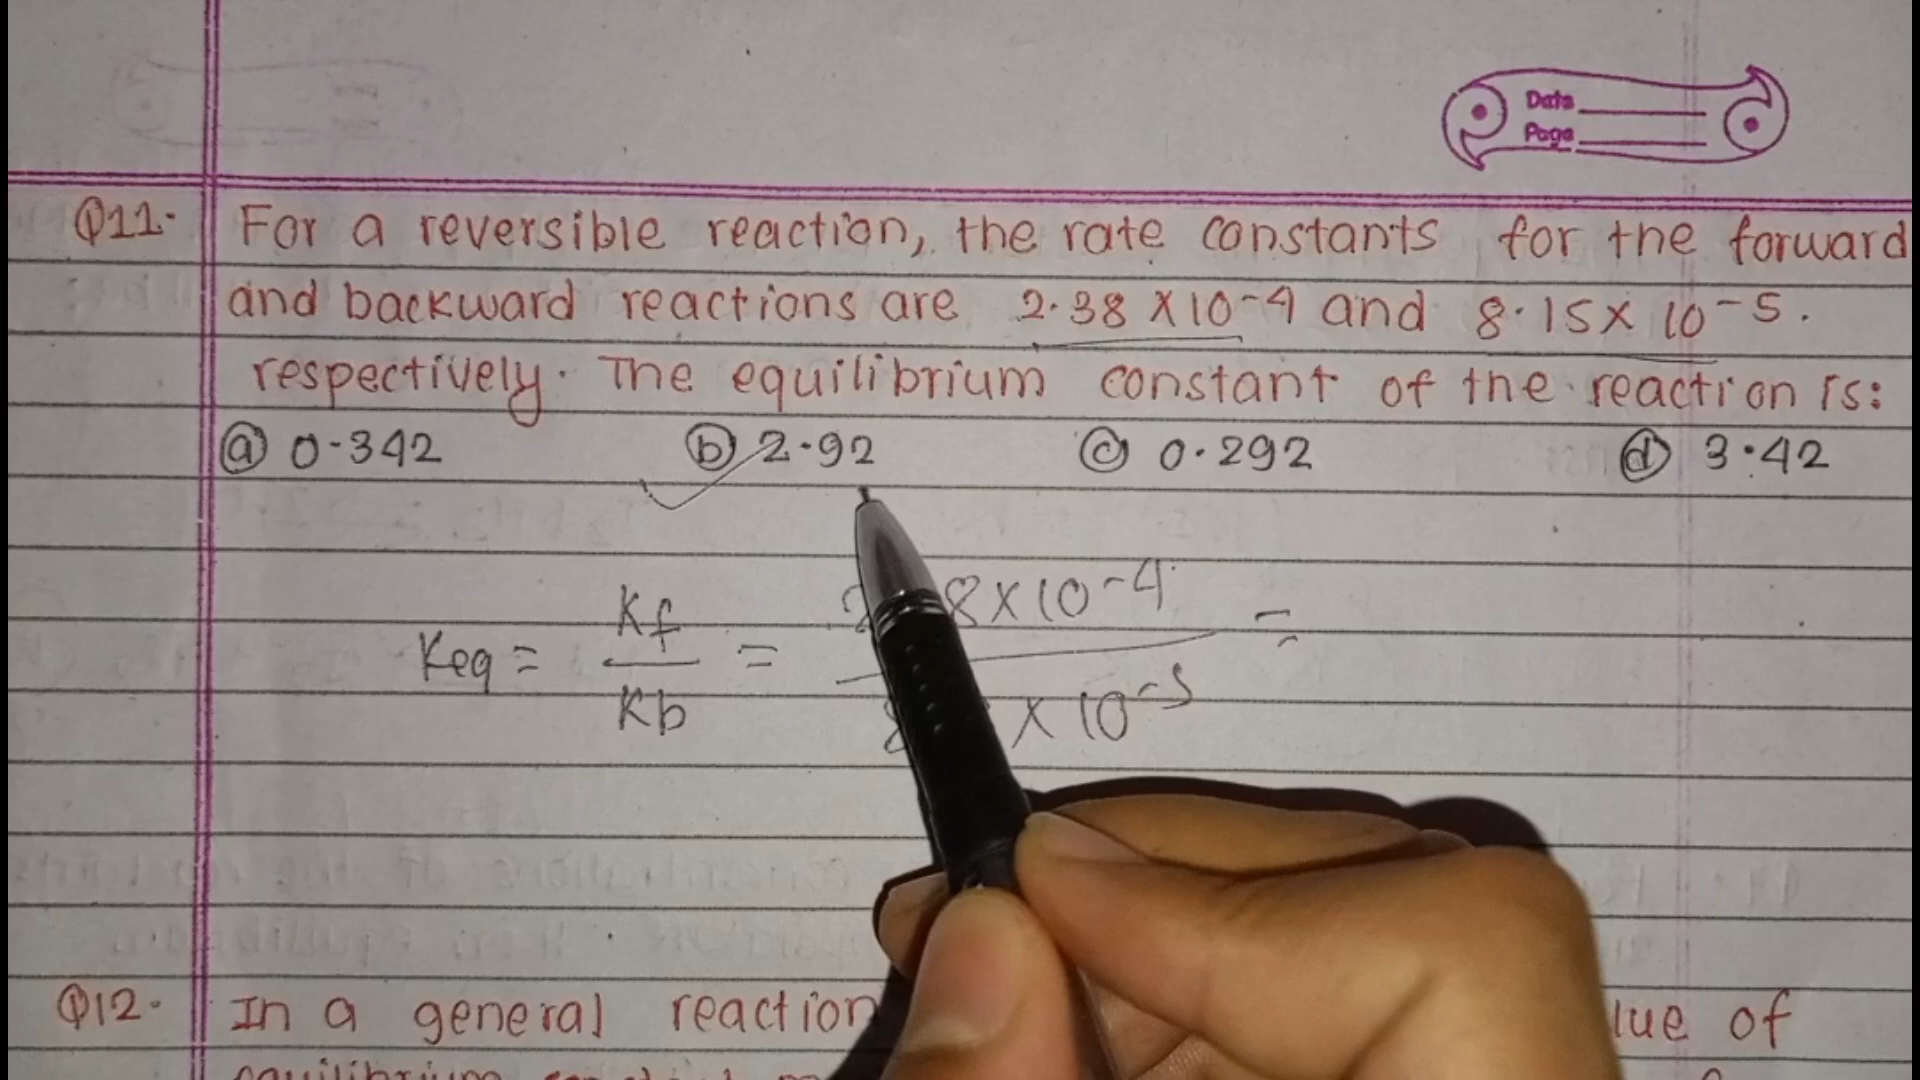 Date
Page
Q11. For a reversible reaction, the rate constants for the forward
and backward reactions are 2.38 × 10-4 and 8.15 × 10-5.
respectively. The equilibrium constant of the reaction is:
(a) 0.342 (b) 2.92 (c) 0.292 (d) 3.42
Keq = Kf / Kb = 8 × 10-4 / × 10-5 =
Q12. In a general reaction of